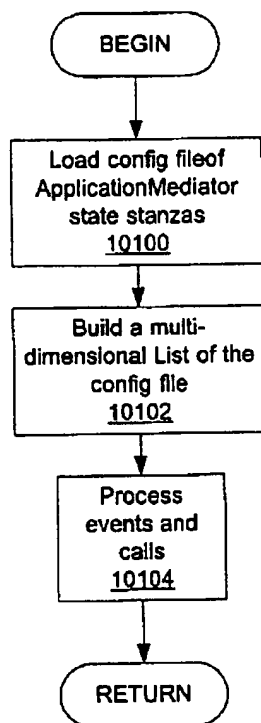 BEGIN
Load config fileof
ApplicationMediator
state stanzas
10100
Build a multi-
dimensional List of the
config file
10102
Process
events and
calls
10104
RETURN